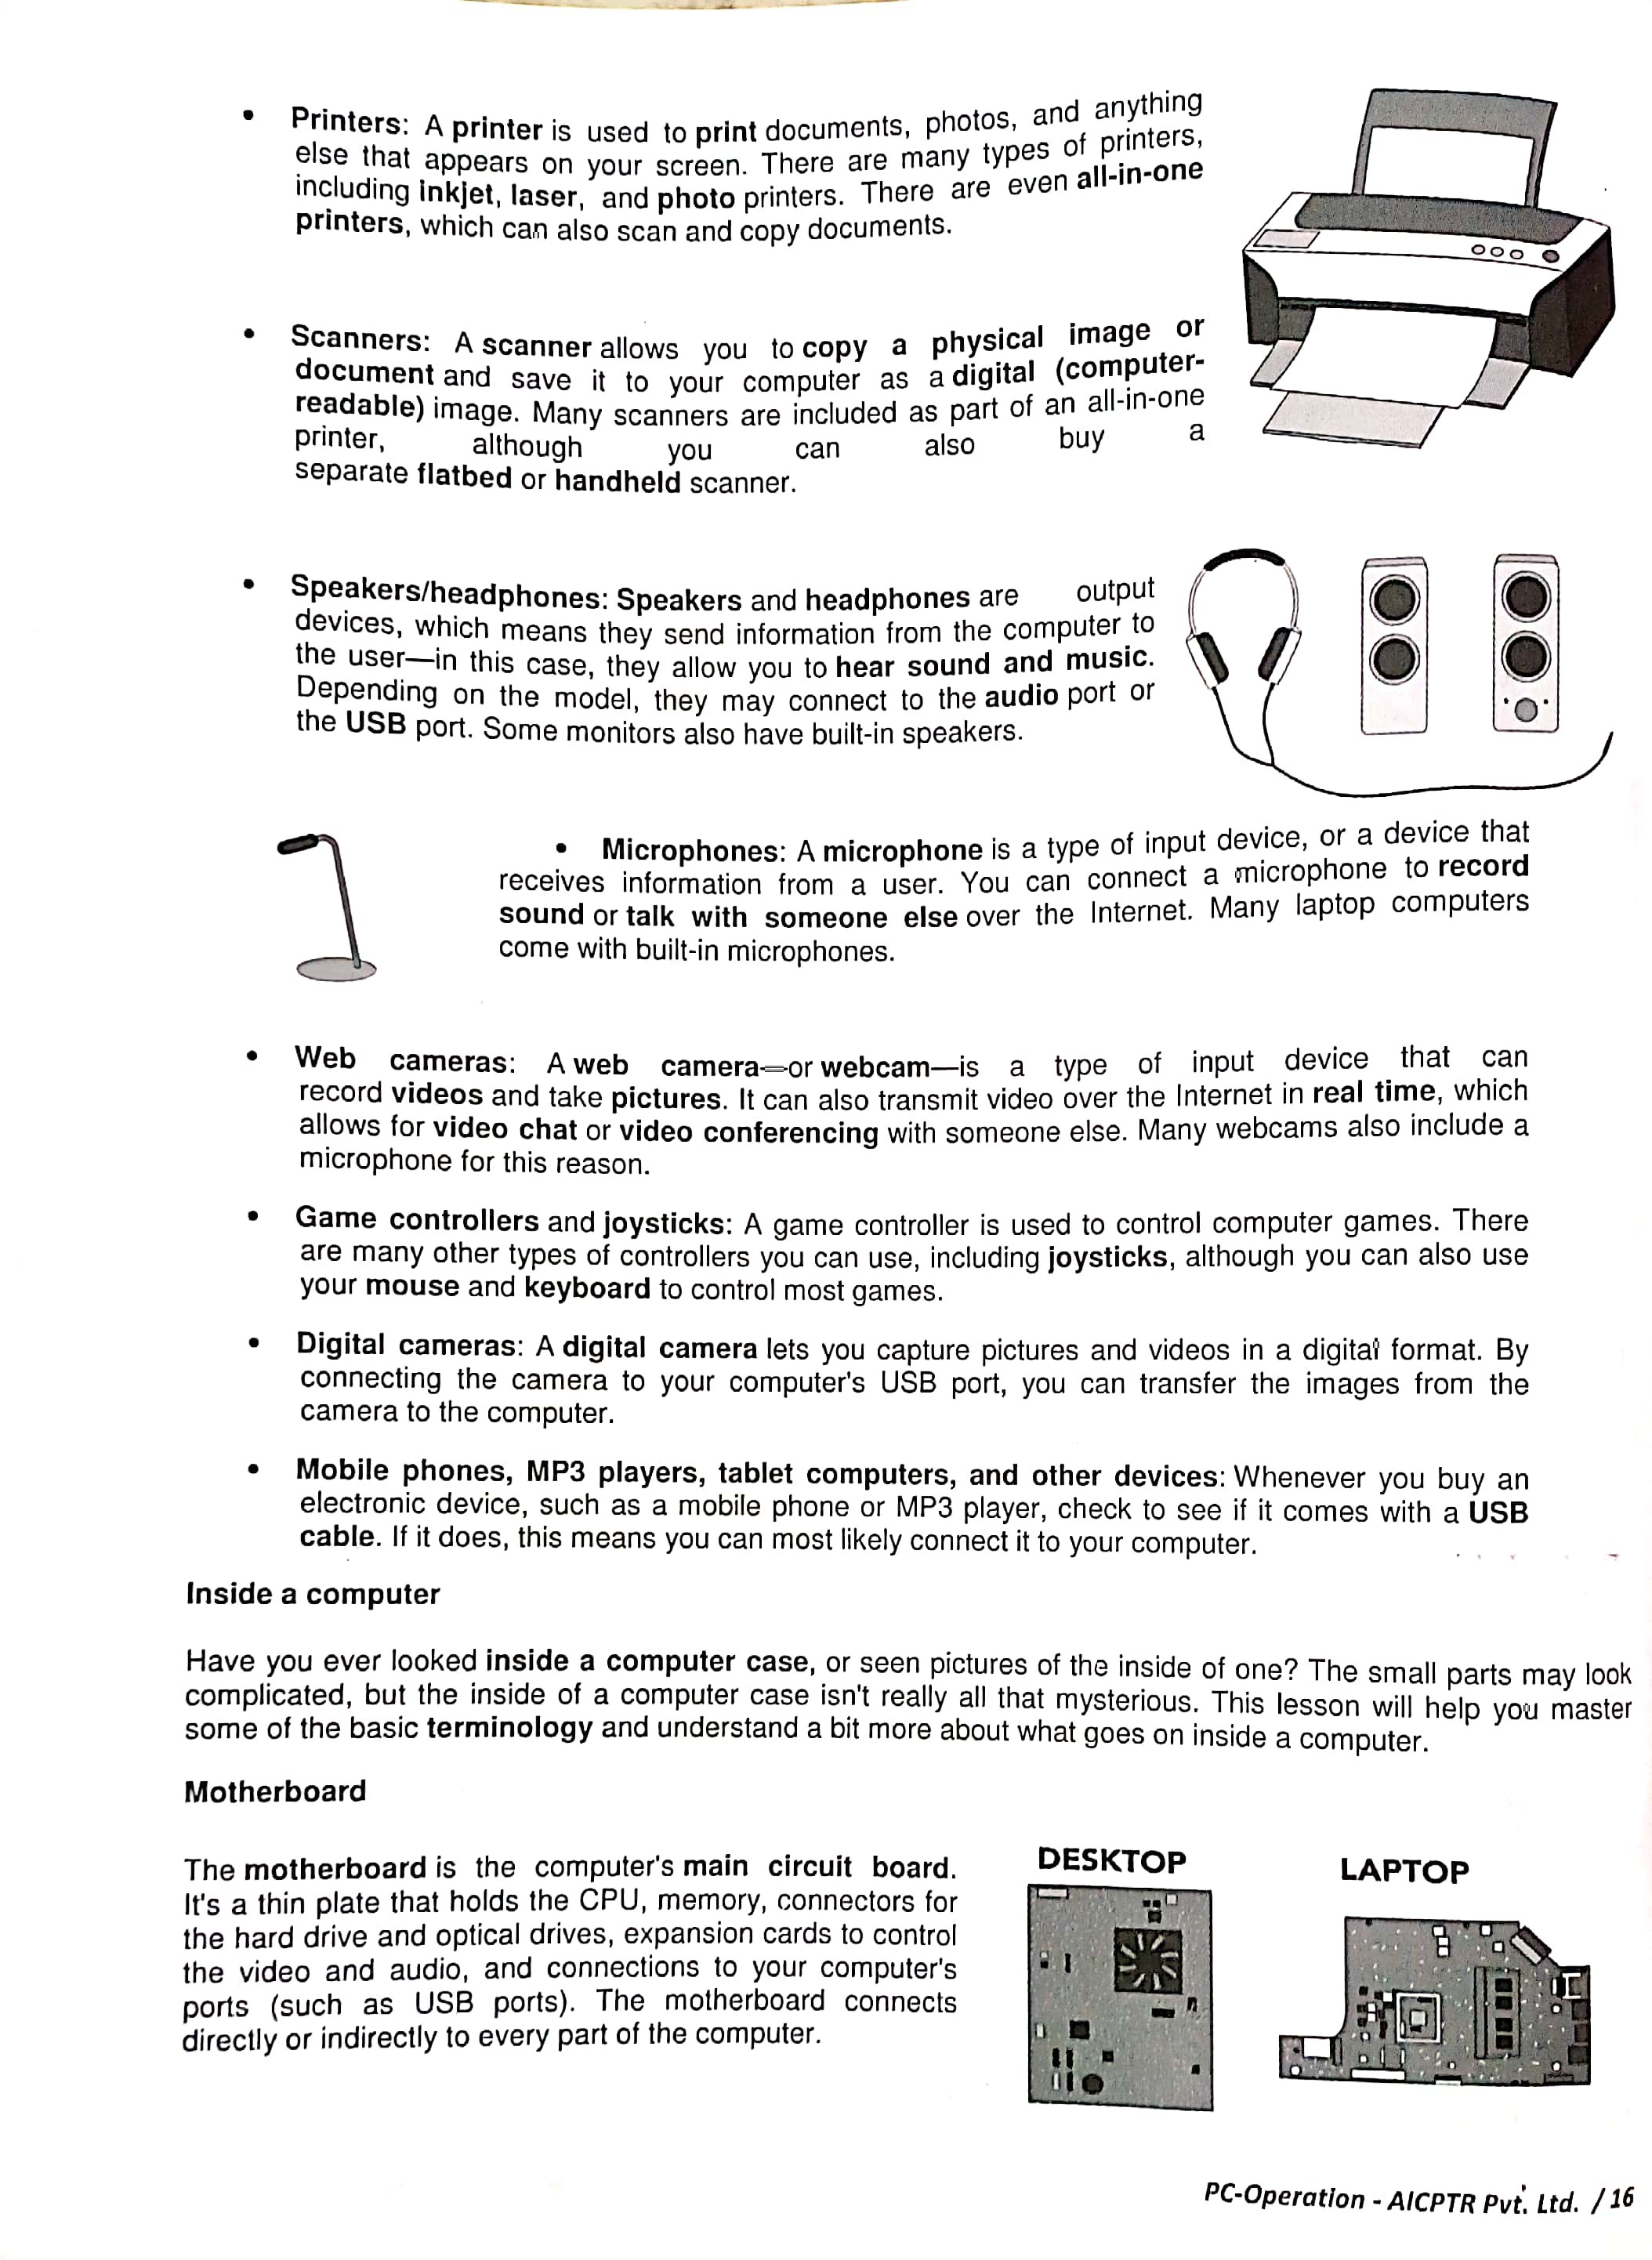 • Printers: A printer is used to print documents, photos, and anything
else that appears on your screen. There are many types of printers,
including inkjet, laser, and photo printers. There are even all-in-one
printers, which can also scan and copy documents.
• Scanners: A scanner allows you to copy a physical image or
document and save it to your computer as a digital (computer-
readable) image. Many scanners are included as part of an all-in-one
printer, although you can also buy a
separate flatbed or handheld scanner.
• Speakers/headphones: Speakers and headphones are output
devices, which means they send information from the computer to
the user—in this case, they allow you to hear sound and music.
Depending on the model, they may connect to the audio port or
the USB port. Some monitors also have built-in speakers.
• Microphones: A microphone is a type of input device, or a device that
receives information from a user. You can connect a microphone to record
sound or talk with someone else over the Internet. Many laptop computers
come with built-in microphones.
• Web cameras: A web camera—or webcam—is a type of input device that can
record videos and take pictures. It can also transmit video over the Internet in real time, which
allows for video chat or video conferencing with someone else. Many webcams also include a
microphone for this reason.
• Game controllers and joysticks: A game controller is used to control computer games. There
are many other types of controllers you can use, including joysticks, although you can also use
your mouse and keyboard to control most games.
• Digital cameras: A digital camera lets you capture pictures and videos in a digital format. By
connecting the camera to your computer's USB port, you can transfer the images from the
camera to the computer.
• Mobile phones, MP3 players, tablet computers, and other devices: Whenever you buy an
electronic device, such as a mobile phone or MP3 player, check to see if it comes with a USB
cable. If it does, this means you can most likely connect it to your computer.
Inside a computer
Have you ever looked inside a computer case, or seen pictures of the inside of one? The small parts may look
complicated, but the inside of a computer case isn't really all that mysterious. This lesson will help you master
some of the basic terminology and understand a bit more about what goes on inside a computer.
Motherboard
The motherboard is the computer's main circuit board.
It's a thin plate that holds the CPU, memory, connectors for
the hard drive and optical drives, expansion cards to control
the video and audio, and connections to your computer's
ports (such as USB ports). The motherboard connects
directly or indirectly to every part of the computer.
DESKTOP
LAPTOP
PC-Operation - AICPTR Pvt. Ltd. / 16